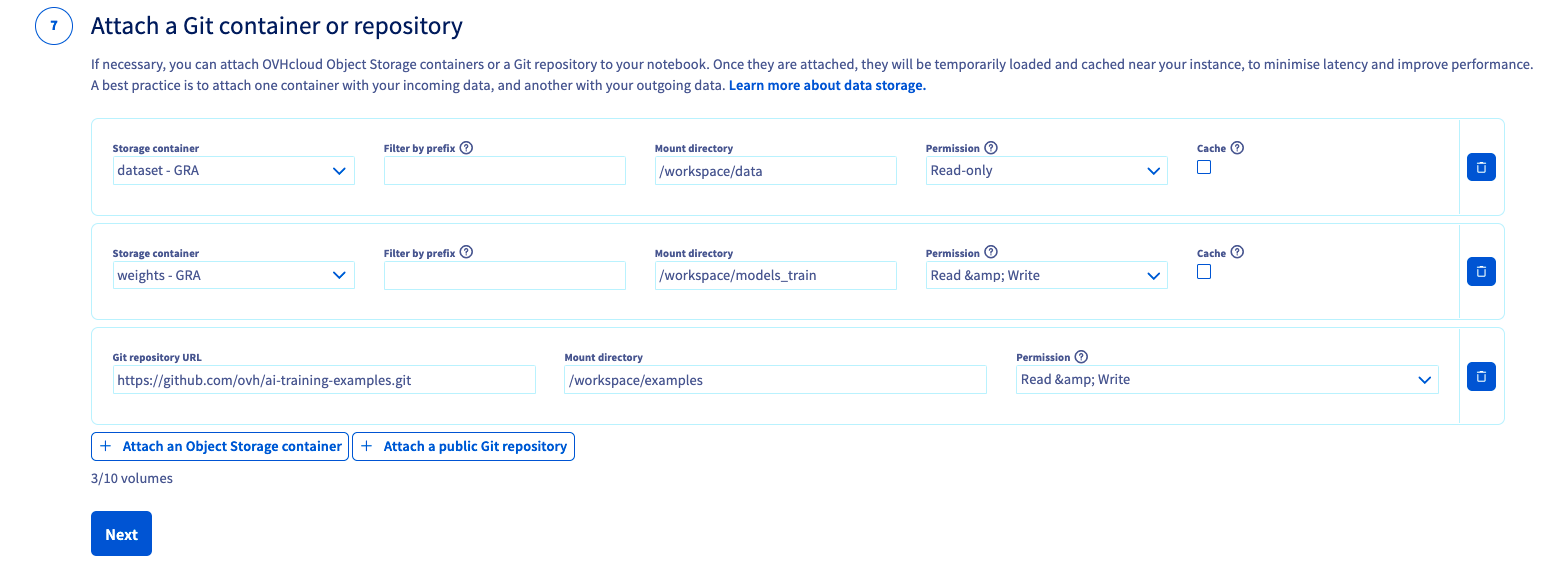 7
Attach a Git container or repository
If necessary, you can attach OVHcloud Object Storage containers or a Git repository to your notebook. Once they are attached, they will be temporarily loaded and cached near your instance, to minimise latency and improve performance.
A best practice is to attach one container with your incoming data, and another with your outgoing data. Learn more about data storage.
Storage container Filter by prefix ? Mount directory Permission ? Cache ?
dataset - GRA /workspace/data Read-only
Storage container Filter by prefix ? Mount directory Permission ? Cache ?
weights - GRA /workspace/models_train Read &amp; Write
Git repository URL Mount directory Permission ?
https://github.com/ovh/ai-training-examples.git /workspace/examples Read &amp; Write
+ Attach an Object Storage container + Attach a public Git repository
3/10 volumes
Next